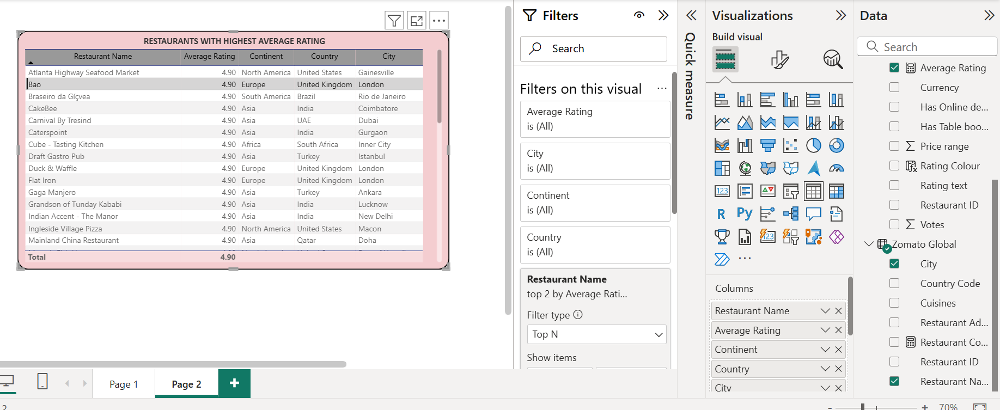 RESTAURANTS WITH HIGHEST AVERAGE RATING
Restaurant Name Average Rating Continent Country City
Atlanta Highway Seafood Market 4.90 North America United States Gainesville
Bao 4.90 Europe United Kingdom London
Braseiro da Gíçvea 4.90 South America Brazil Rio de Janeiro
CakeBee 4.90 Asia India Coimbatore
Carnival By Tresind 4.90 Asia UAE Dubai
Caterspoint 4.90 Asia India Gurgaon
Cube - Tasting Kitchen 4.90 Africa South Africa Inner City
Draft Gastro Pub 4.90 Asia Turkey Istanbul
Duck & Waffle 4.90 Europe United Kingdom London
Flat Iron 4.90 Europe United Kingdom London
Gaga Manjero 4.90 Asia Turkey Ankara
Grandson of Tunday Kababi 4.90 Asia India Lucknow
Indian Accent - The Manor 4.90 Asia India New Delhi
Ingleside Village Pizza 4.90 North America United States Macon
Mainland China Restaurant 4.90 Asia Qatar Doha
Total 4.90
Page 1 Page 2 +
2
Filters
Search
Filters on this visual ...
Average Rating
is (All)
City
is (All)
Continent
is (All)
Country
is (All)
Restaurant Name
top 2 by Average Rati...
Filter type
Top N
Show items
Quick measure
Visualizations
Build visual
123
R Py
123
...
Columns
Restaurant Name
Average Rating
Continent
Country
City
Data
Search
Average Rating
Currency
Has Online de...
Has Table boo...
Price range
Rating Colour
Rating text
Restaurant ID
Votes
Zomato Global
City
Country Code
Cuisines
Restaurant Ad...
Restaurant Co...
Restaurant ID
Restaurant Na...
- + 70%